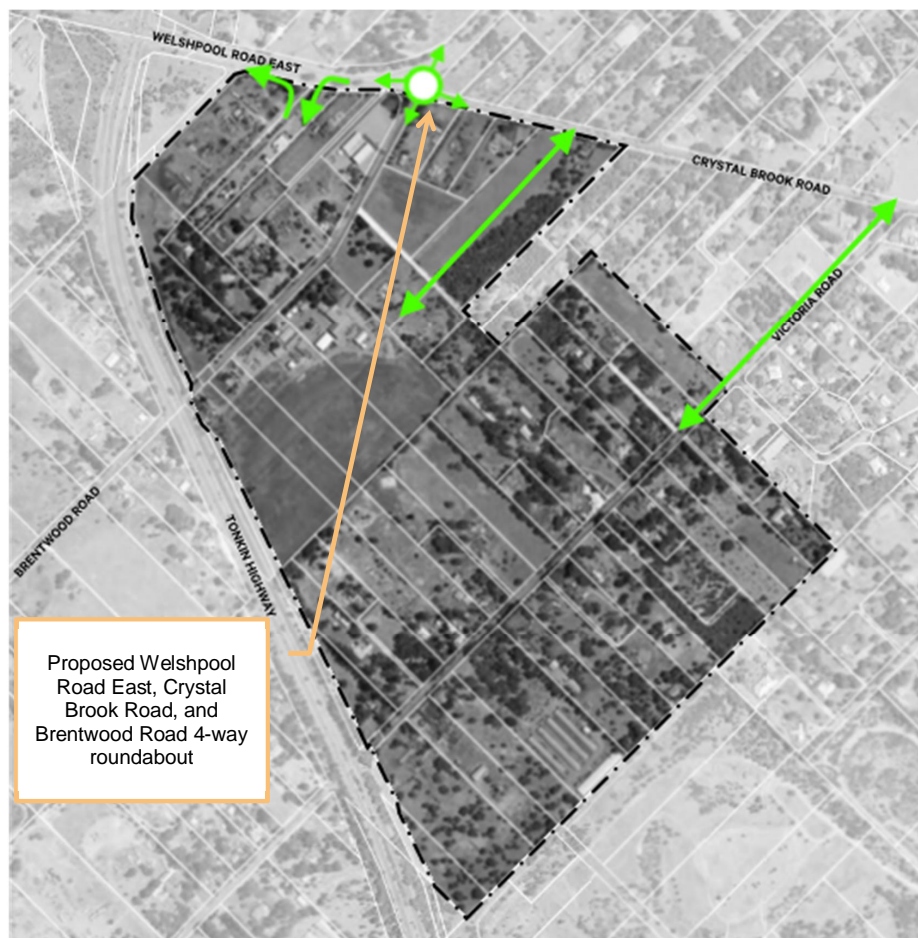 WELSHPOOL ROAD EAST
CRYSTAL BROOK ROAD
VICTORIA ROAD
BRENTWOOD ROAD
TONKIN HIGHWAY
Proposed Welshpool
Road East, Crystal
Brook Road, and
Brentwood Road 4-way
roundabout